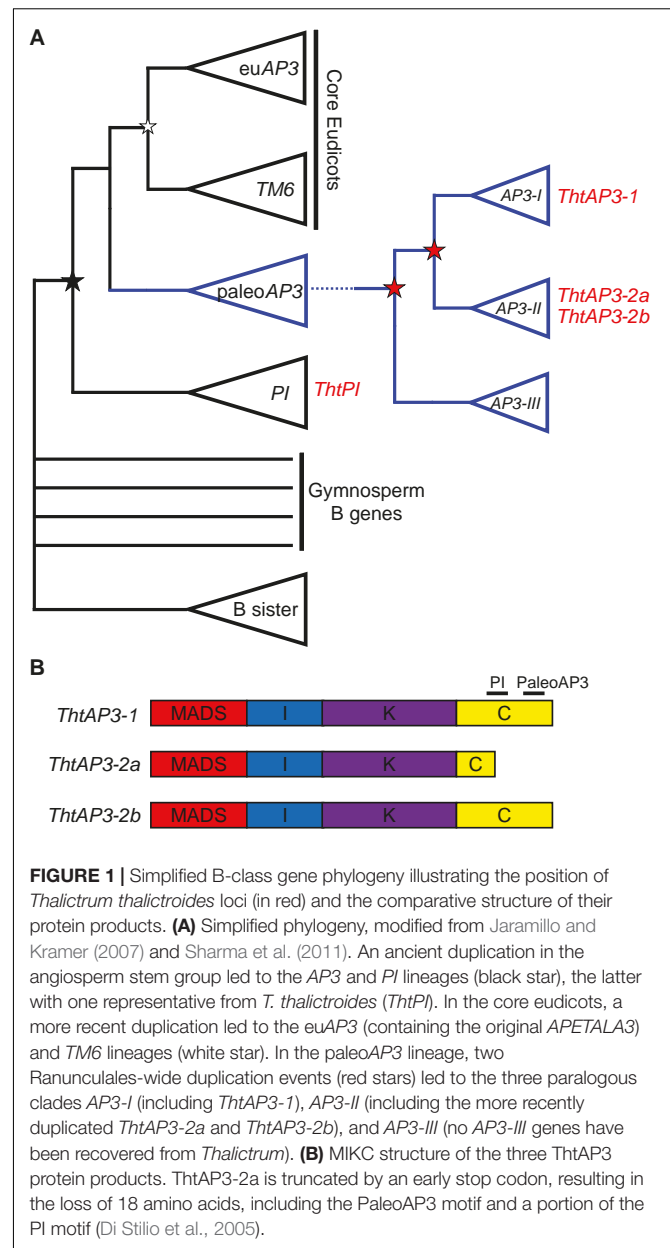 A
euAP3
Core Eudicots
TM6
AP3-I
ThtAP3-1
paleoAP3
AP3-II
ThtAP3-2a
ThtAP3-2b
PI
ThtPI
AP3-III
Gymnosperm
B genes
B sister
B
PI
PaleoAP3
ThtAP3-1
MADS
I
K
C
ThtAP3-2a
MADS
I
K
C
ThtAP3-2b
MADS
I
K
C
FIGURE 1 | Simplified B-class gene phylogeny illustrating the position of
Thalictrum thalictroides loci (in red) and the comparative structure of their
protein products. (A) Simplified phylogeny, modified from Jaramillo and
Kramer (2007) and Sharma et al. (2011). An ancient duplication in the
angiosperm stem group led to the AP3 and PI lineages (black star), the latter
with one representative from T. thalictroides (ThtPI). In the core eudicots, a
more recent duplication led to the euAP3 (containing the original APETALA3)
and TM6 lineages (white star). In the paleoAP3 lineage, two
Ranunculales-wide duplication events (red stars) led to the three paralogous
clades AP3-I (including ThtAP3-1), AP3-II (including the more recently
duplicated ThtAP3-2a and ThtAP3-2b), and AP3-III (no AP3-III genes have
been recovered from Thalictrum). (B) MIKC structure of the three ThtAP3
protein products. ThtAP3-2a is truncated by an early stop codon, resulting in
the loss of 18 amino acids, including the PaleoAP3 motif and a portion of the
PI motif (Di Stilio et al., 2005).